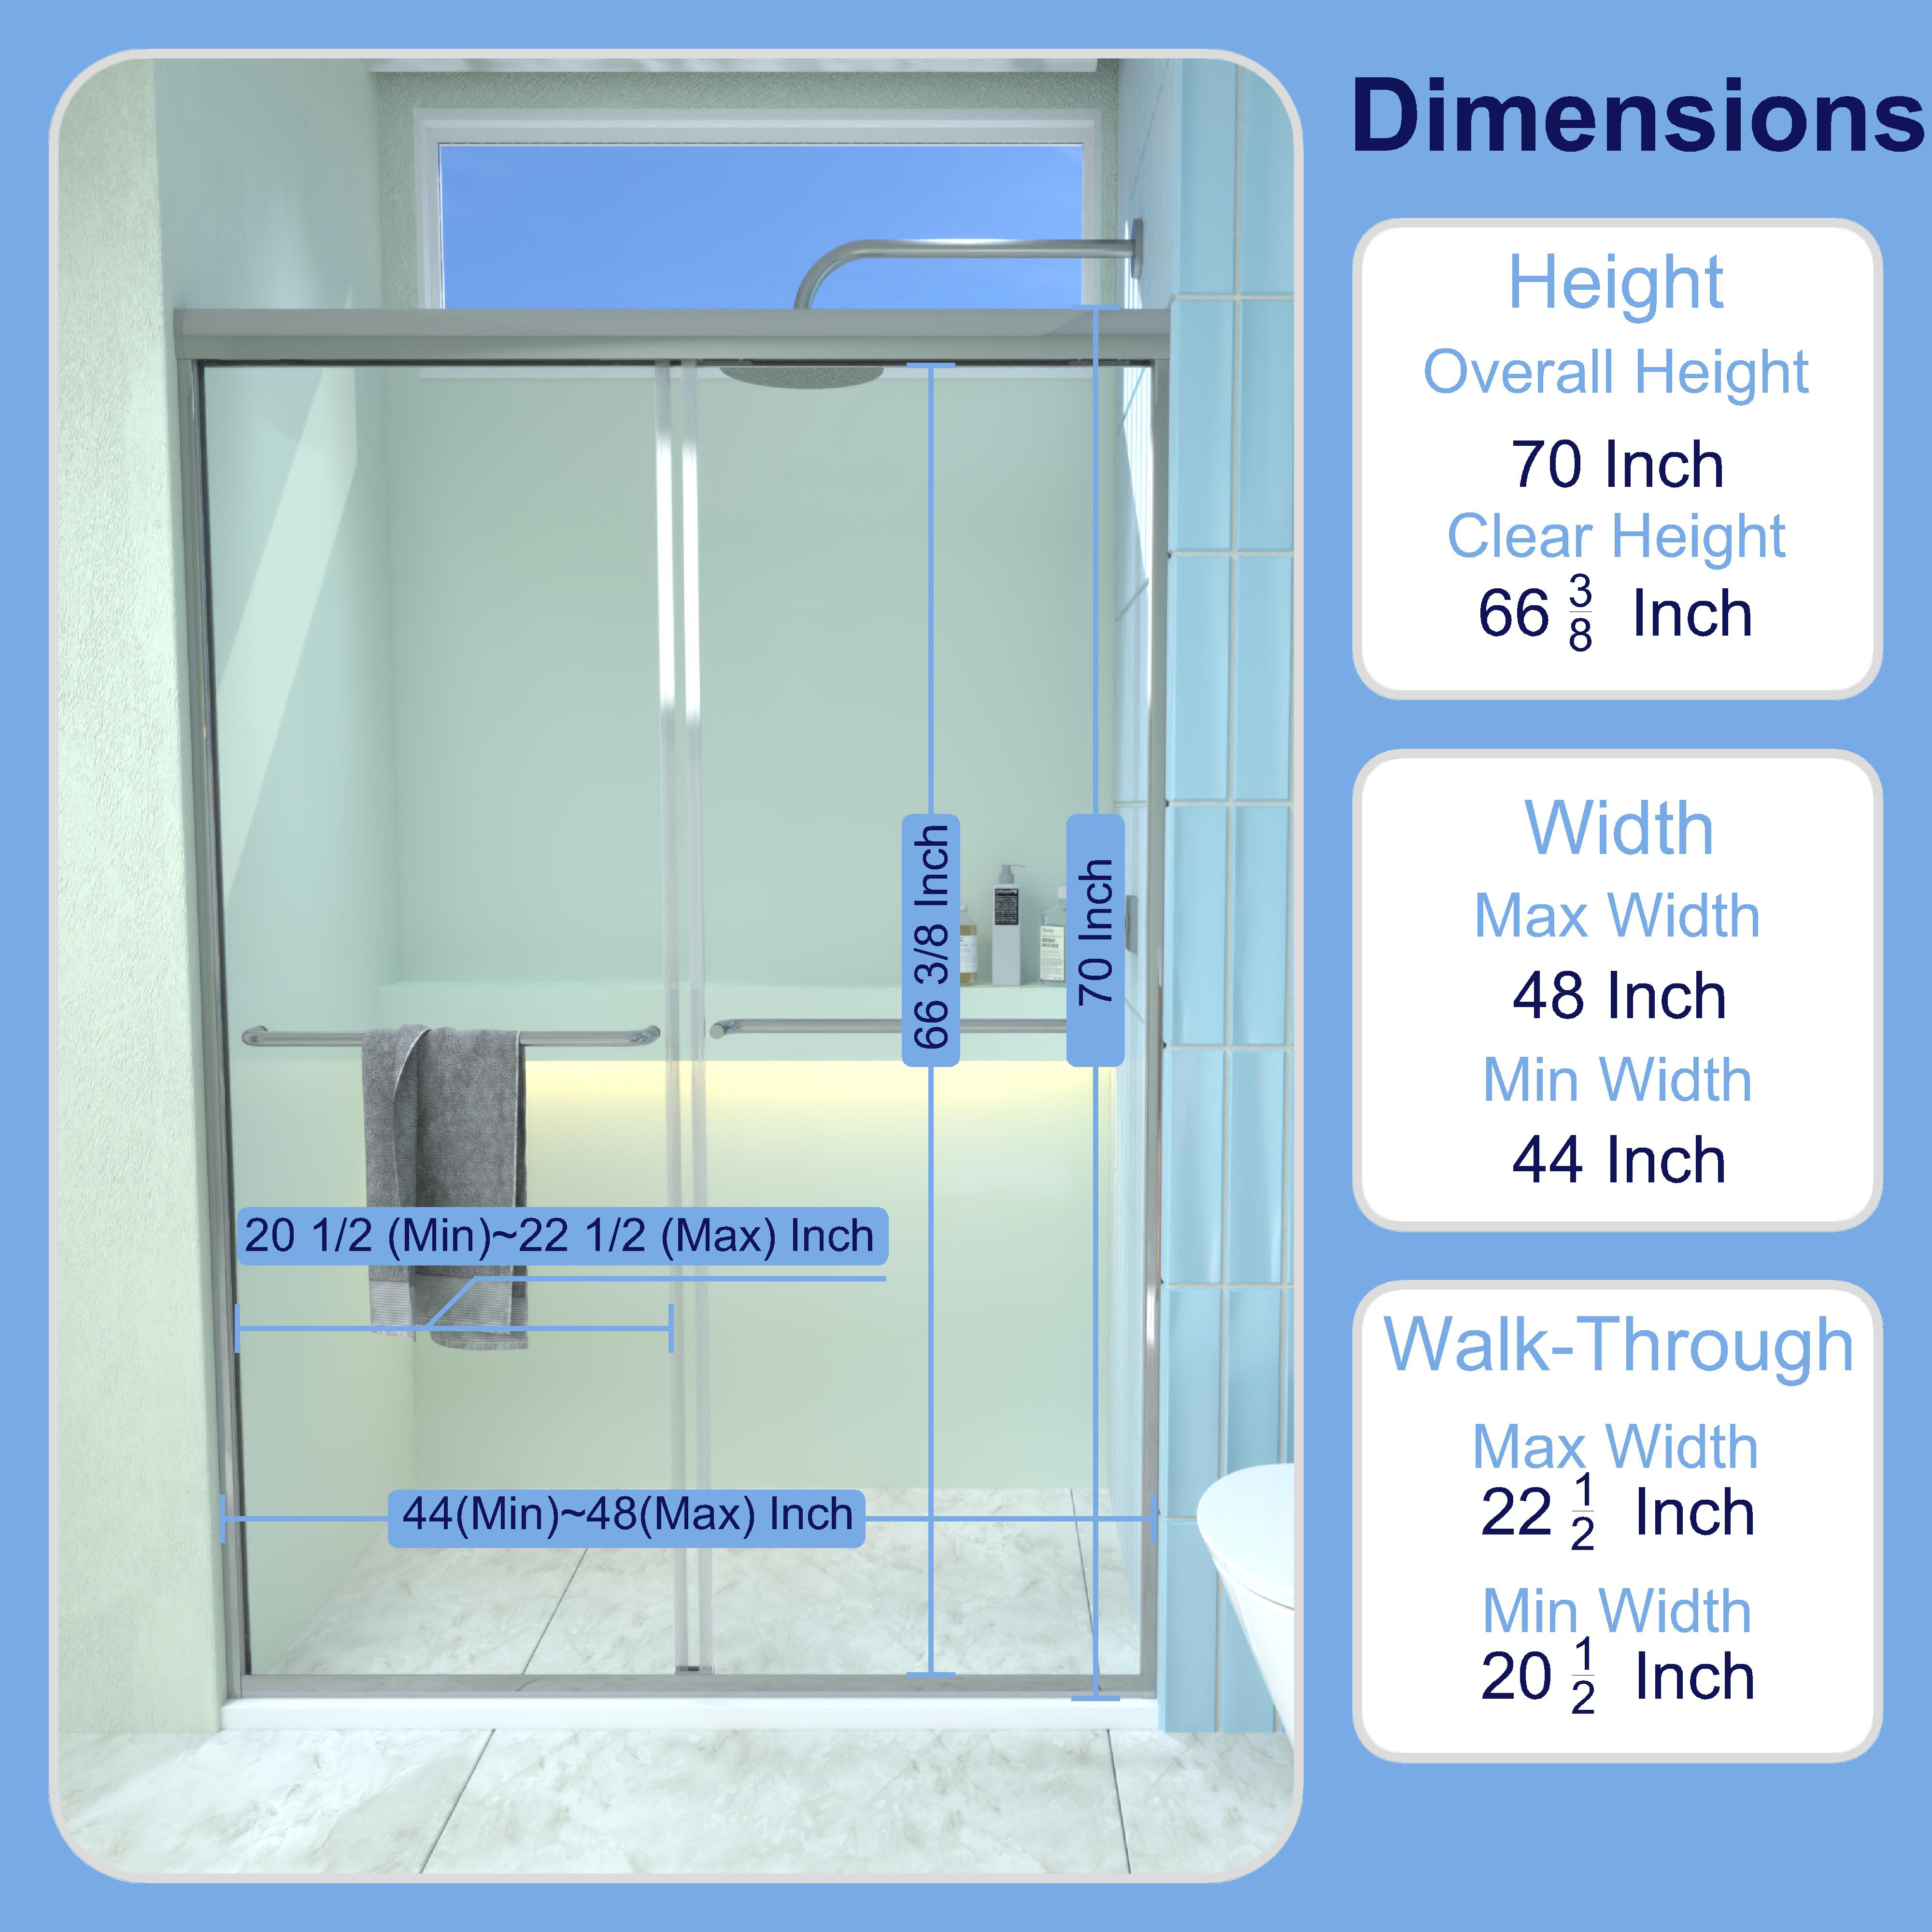 Dimensions
Height
Overall Height
70 Inch
Clear Height
66 3/8 Inch
Width
Max Width
48 Inch
Min Width
44 Inch
Walk-Through
Max Width
22 1/2 Inch
Min Width
20 1/2 Inch
66 3/8 Inch
70 Inch
20 1/2 (Min)~22 1/2 (Max) Inch
44(Min)~48(Max) Inch